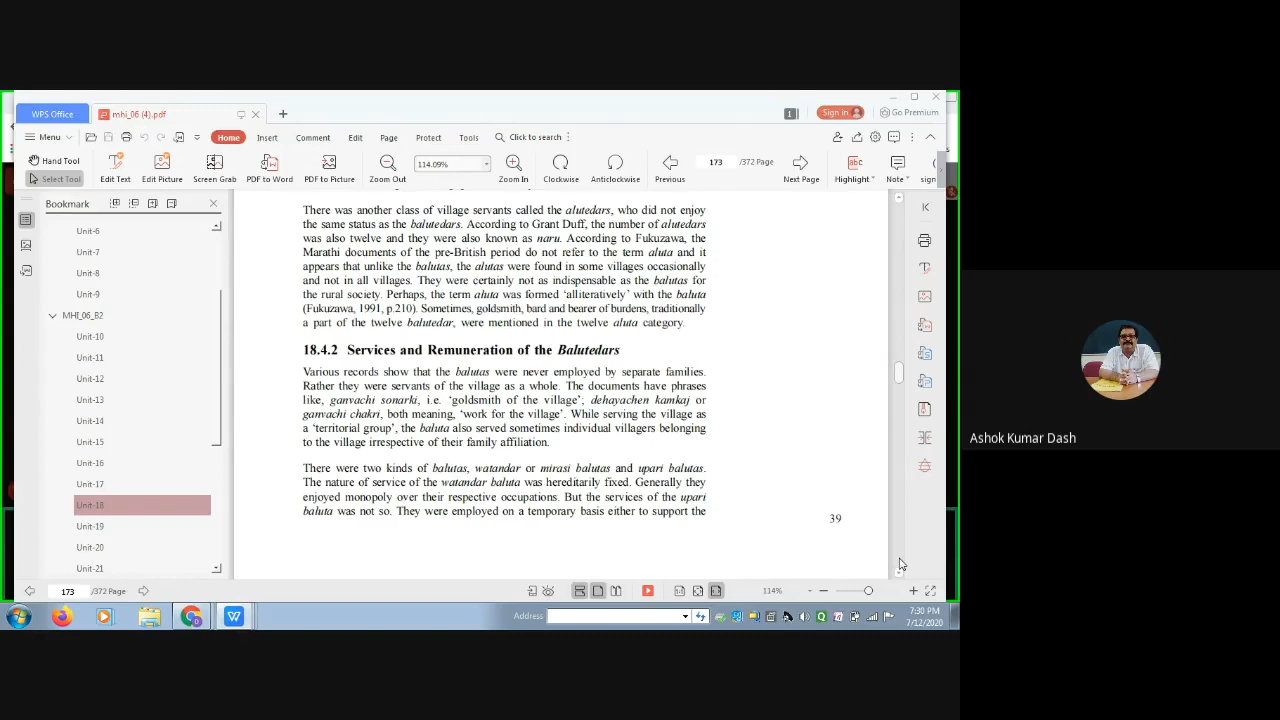 WPS Office
mhi_06 (4).pdf
1
Sign in
Go Premium
Menu
Home
Insert
Comment
Edit
Page
Protect
Tools
Click to search
Hand Tool
Select Tool
Edit Text
Edit Picture
Screen Grab
PDF to Word
PDF to Picture
114.09%
Zoom Out
Zoom In
Clockwise
Anticlockwise
Previous
173
/372 Page
Next Page
Highlight
Note
sign
Bookmark
Unit-6
Unit-7
Unit-8
Unit-9
MHI_06_B2
Unit-10
Unit-11
Unit-12
Unit-13
Unit-14
Unit-15
Unit-16
Unit-17
Unit-18
Unit-19
Unit-20
Unit-21
There was another class of village servants called the alutedars, who did not enjoy
the same status as the balutedars. According to Grant Duff, the number of alutedars
was also twelve and they were also known as naru. According to Fukuzawa, the
Marathi documents of the pre-British period do not refer to the term aluta and it
appears that unlike the balutas, the alutas were found in some villages occasionally
and not in all villages. They were certainly not as indispensable as the balutas for
the rural society. Perhaps, the term aluta was formed 'alliteratively' with the baluta
(Fukuzawa, 1991, p.210). Sometimes, goldsmith, bard and bearer of burdens, traditionally
a part of the twelve balutedar, were mentioned in the twelve aluta category.
18.4.2 Services and Remuneration of the Balutedars
Various records show that the balutas were never employed by separate families.
Rather they were servants of the village as a whole. The documents have phrases
like, ganvachi sonarki, i.e. 'goldsmith of the village'; dehayachen kamkaj or
ganvachi chakri, both meaning, 'work for the village'. While serving the village as
a 'territorial group', the baluta also served sometimes individual villagers belonging
to the village irrespective of their family affiliation.
There were two kinds of balutas, watandar or mirasi balutas and upari balutas.
The nature of service of the watandar baluta was hereditarily fixed. Generally they
enjoyed monopoly over their respective occupations. But the services of the upari
baluta was not so. They were employed on a temporary basis either to support the
39
173
/372 Page
114%
Address
7:30 PM
7/12/2020
Ashok Kumar Dash